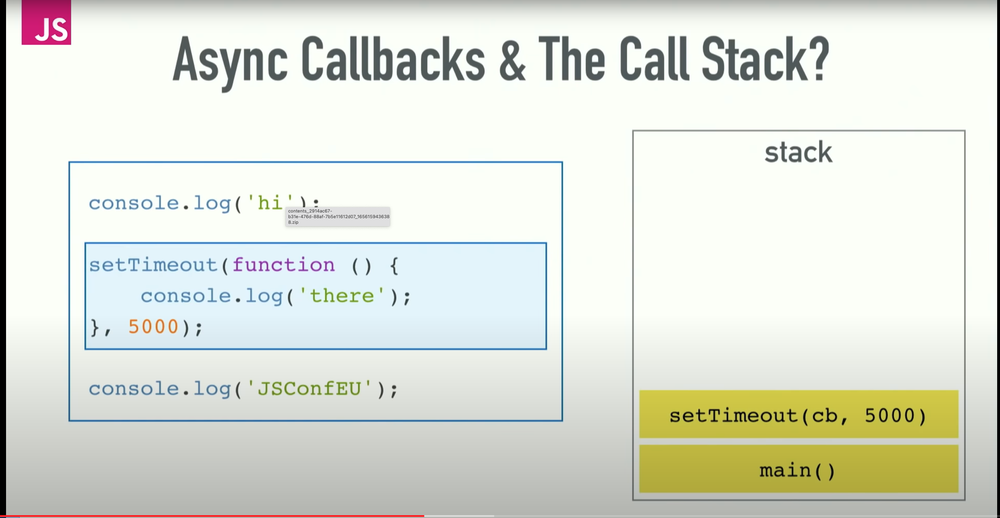 JS
Async Callbacks & The Call Stack?
console.log('hi');
contents_2914ac67-
b31e-476d-88af-7b5e11612d07_165615943638
8.zip
setTimeout(function () {
    console.log('there');
}, 5000);
console.log('JSConfEU');
stack
setTimeout(cb, 5000)
main()